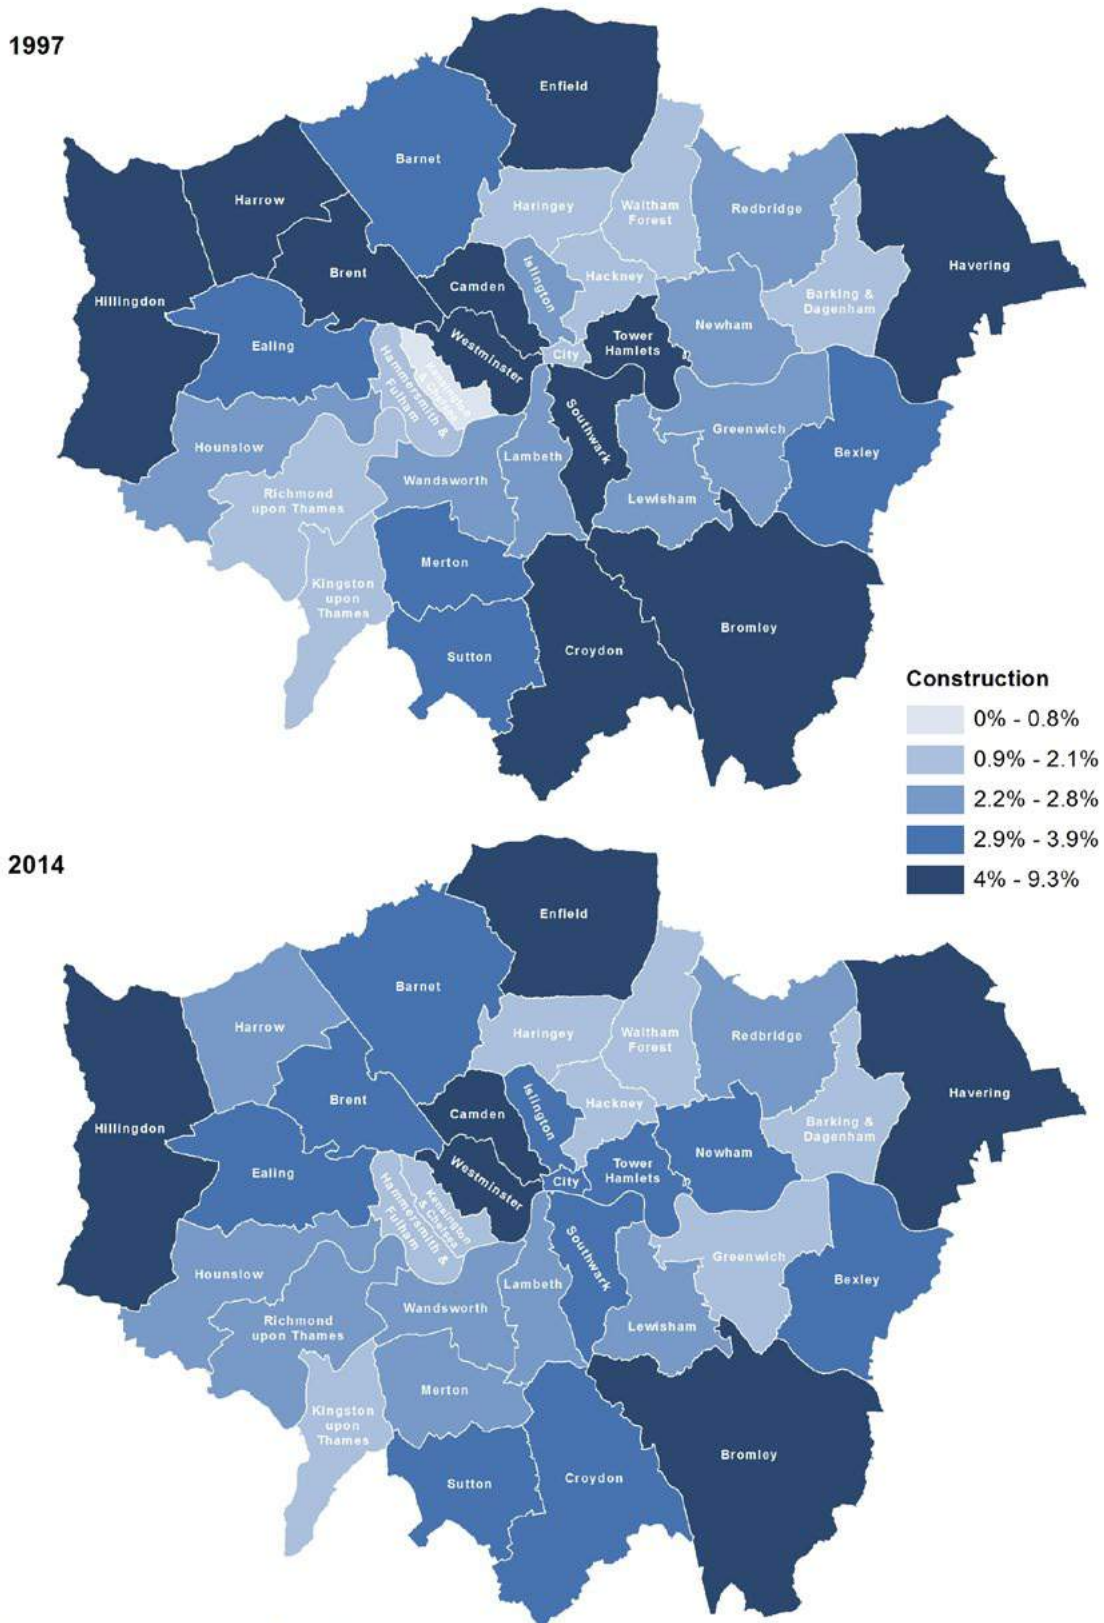 1997
Enfield
Barnet
Harrow
Haringey
Waltham
Forest
Redbridge
Havering
Brent
Camden
Islington
Hackney
Barking &
Dagenham
Hillingdon
Ealing
Westminster
City
Tower
Hamlets
Newham
Kensington
& Chelsea
Hammersmith &
Fulham
Hounslow
Southwark
Greenwich
Bexley
Wandsworth
Lambeth
Lewisham
Richmond
upon Thames
Merton
Kingston
upon
Thames
Sutton
Croydon
Bromley
Construction
0% - 0.8%
0.9% - 2.1%
2.2% - 2.8%
2.9% - 3.9%
4% - 9.3%
2014
Enfield
Barnet
Harrow
Haringey
Waltham
Forest
Redbridge
Havering
Brent
Camden
Islington
Hackney
Barking &
Dagenham
Hillingdon
Ealing
Westminster
City
Tower
Hamlets
Newham
Kensington
& Chelsea
Hammersmith &
Fulham
Hounslow
Southwark
Greenwich
Bexley
Wandsworth
Lambeth
Lewisham
Richmond
upon Thames
Merton
Kingston
upon
Thames
Sutton
Croydon
Bromley